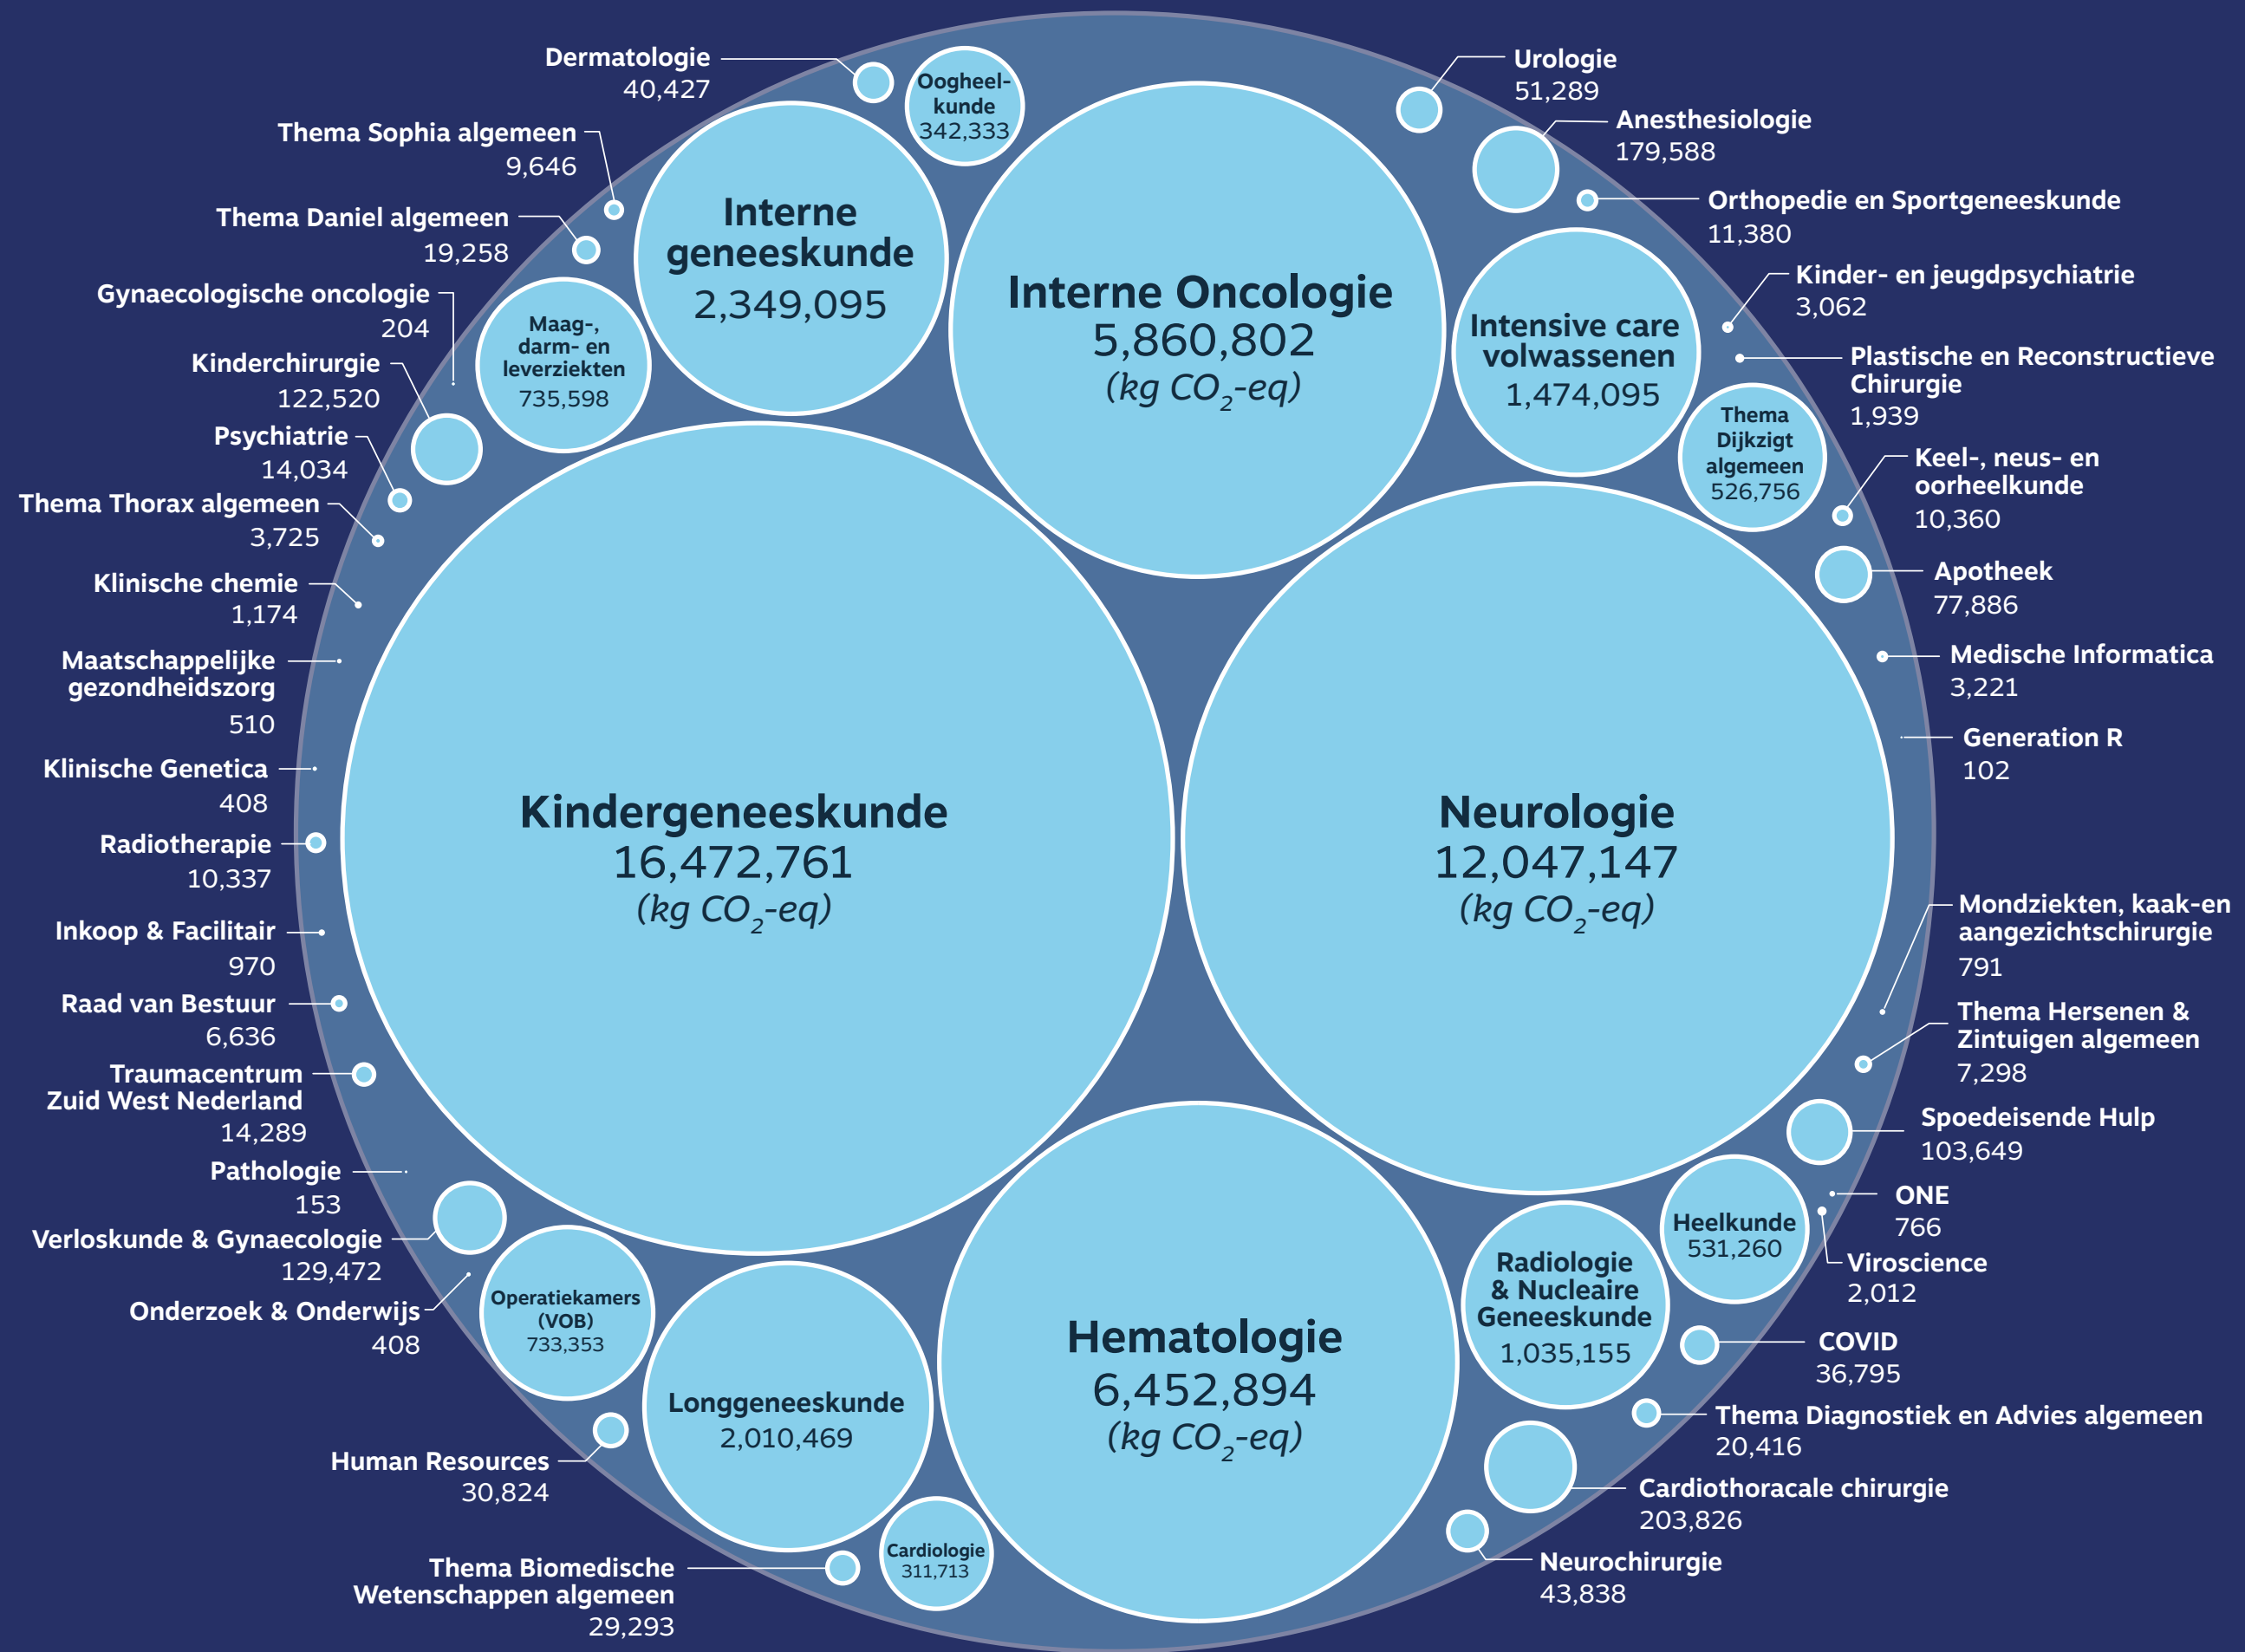 Dermatologie
40,427
Thema Sophia algemeen
9,646
Thema Daniel algemeen
19,258
Gynaecologische oncologie
204
Kinderchirurgie
122,520
Psychiatrie
14,034
Thema Thorax algemeen
3,725
Klinische chemie
1,174
Maatschappelijke
gezondheidszorg
510
Klinische Genetica
408
Radiotherapie
10,337
Inkoop & Facilitair
970
Raad van Bestuur
6,636
Traumacentrum
Zuid West Nederland
14,289
Pathologie
153
Verloskunde & Gynaecologie
129,472
Onderzoek & Onderwijs
408
Human Resources
30,824
Thema Biomedische
Wetenschappen algemeen
29,293
Oogheel-
kunde
342,333
Interne
geneeskunde
2,349,095
Maag-,
darm- en
leverziekten
735,598
Interne Oncologie
5,860,802
(kg CO2-eq)
Intensive care
volwassenen
1,474,095
Thema
Dijkzigt
algemeen
526,756
Kindergeneeskunde
16,472,761
(kg CO2-eq)
Neurologie
12,047,147
(kg CO2-eq)
Hematologie
6,452,894
(kg CO2-eq)
Operatiekamers
(VOB)
733,353
Longgeneeskunde
2,010,469
Cardiologie
311,713
Radiologie
& Nucleaire
Geneeskunde
1,035,155
Heelkunde
531,260
Urologie
51,289
Anesthesiologie
179,588
Orthopedie en Sportgeneeskunde
11,380
Kinder- en jeugdpsychiatrie
3,062
Plastische en Reconstructieve
Chirurgie
1,939
Keel-, neus- en
oorheelkunde
10,360
Apotheek
77,886
Medische Informatica
3,221
Generation R
102
Mondziekten, kaak-en
aangezichtschirurgie
791
Thema Hersenen &
Zintuigen algemeen
7,298
Spoedeisende Hulp
103,649
ONE
766
Viroscience
2,012
COVID
36,795
Thema Diagnostiek en Advies algemeen
20,416
Cardiothoracale chirurgie
203,826
Neurochirurgie
43,838